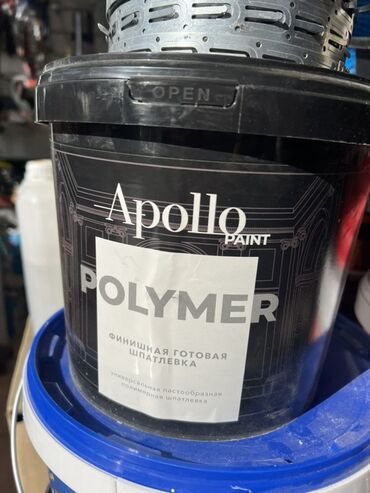 OPEN
Apollo
PAINT
POLYMER
ФИНИШНАЯ ГОТОВАЯ
ШПАТЛЕВКА
универсальная пастообразная
полимерная шпатлевка